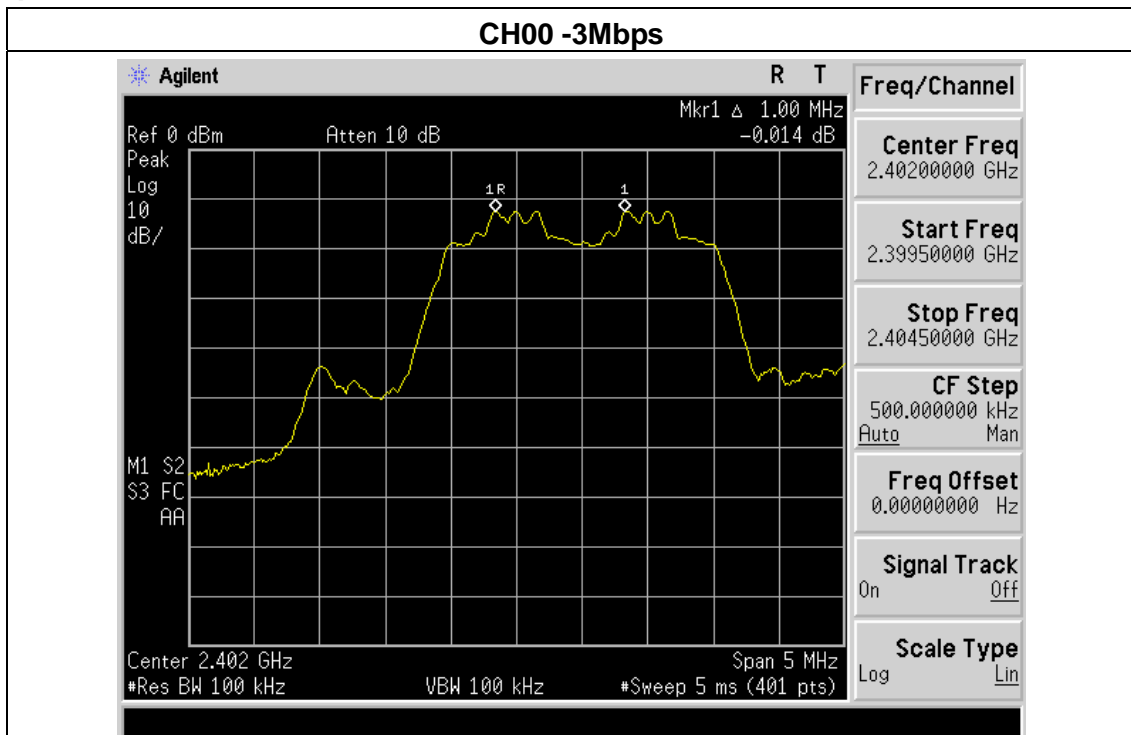 CH00 -3Mbps
Agilent R T
Mkr1 Δ 1.00 MHz
Ref 0 dBm Atten 10 dB -0.014 dB
Peak
Log
10
dB/
1R 1
M1 S2
S3 FC
AA
Center 2.402 GHz Span 5 MHz
#Res BW 100 kHz VBW 100 kHz #Sweep 5 ms (401 pts)
Freq/Channel
Center Freq
2.40200000 GHz
Start Freq
2.39950000 GHz
Stop Freq
2.40450000 GHz
CF Step
500.000000 kHz
Auto Man
Freq Offset
0.00000000 Hz
Signal Track
On Off
Scale Type
Log Lin